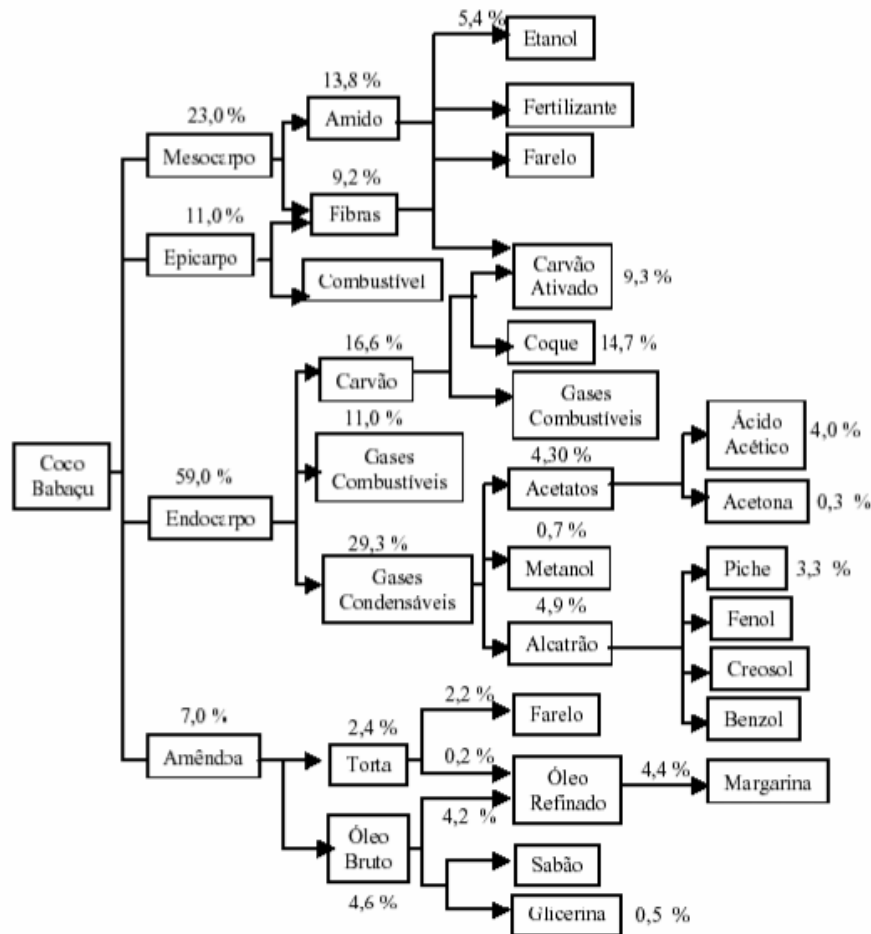 5,4 %
Etanol
13,8 %
23,0 %
Amido
Fertilizante
Mesocarpo
9,2 %
Farelo
11,0 %
Fibras
Epicarpo
Combustível
Carvão
Ativado
9,3 %
16,6 %
Coque
14,7 %
Carvão
11,0 %
Gases
Combustíveis
Ácido
Acético
4,0 %
Coco
Babaçu
59,0 %
Gases
Combustíveis
4,30 %
Acetatos
Acetona
0,3 %
Endocarpo
29,3 %
0,7 %
Gases
Condensáveis
Metanol
Piche
3,3 %
4,9 %
Fenol
Alcatrão
Creosol
7,0 %
2,2 %
Farelo
Benzol
2,4 %
Amêndoa
Torta
0,2 %
Óleo
Refinado
4,4 %
Margarina
4,2 %
Óleo
Bruto
Sabão
4,6 %
Glicerina
0,5 %